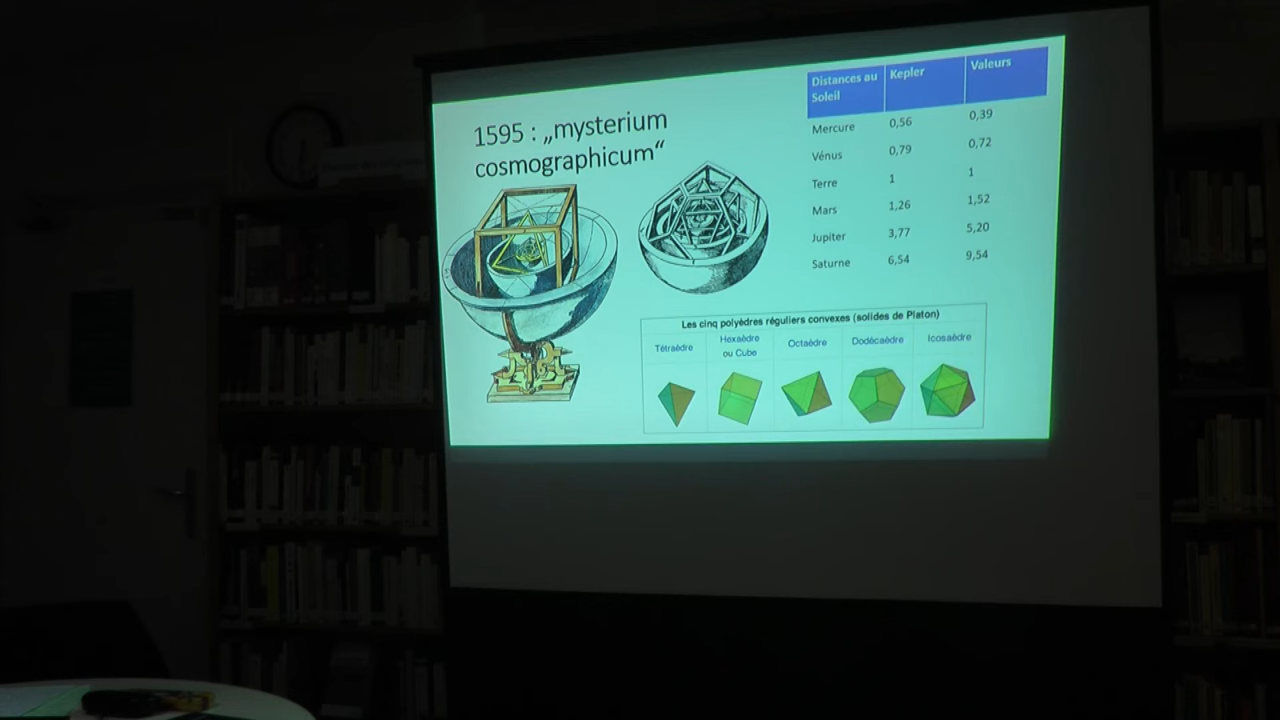 1595 : „mysterium
cosmographicum“
Distances au
Soleil
Kepler
Valeurs
Mercure 0,56 0,39
Vénus 0,79 0,72
Terre 1 1
Mars 1,26 1,52
Jupiter 3,77 5,20
Saturne 6,54 9,54
Les cinq polyèdres réguliers convexes (solides de Platon)
Tétraèdre
Hexaèdre
ou Cube
Octaèdre
Dodécaèdre
Icosaèdre